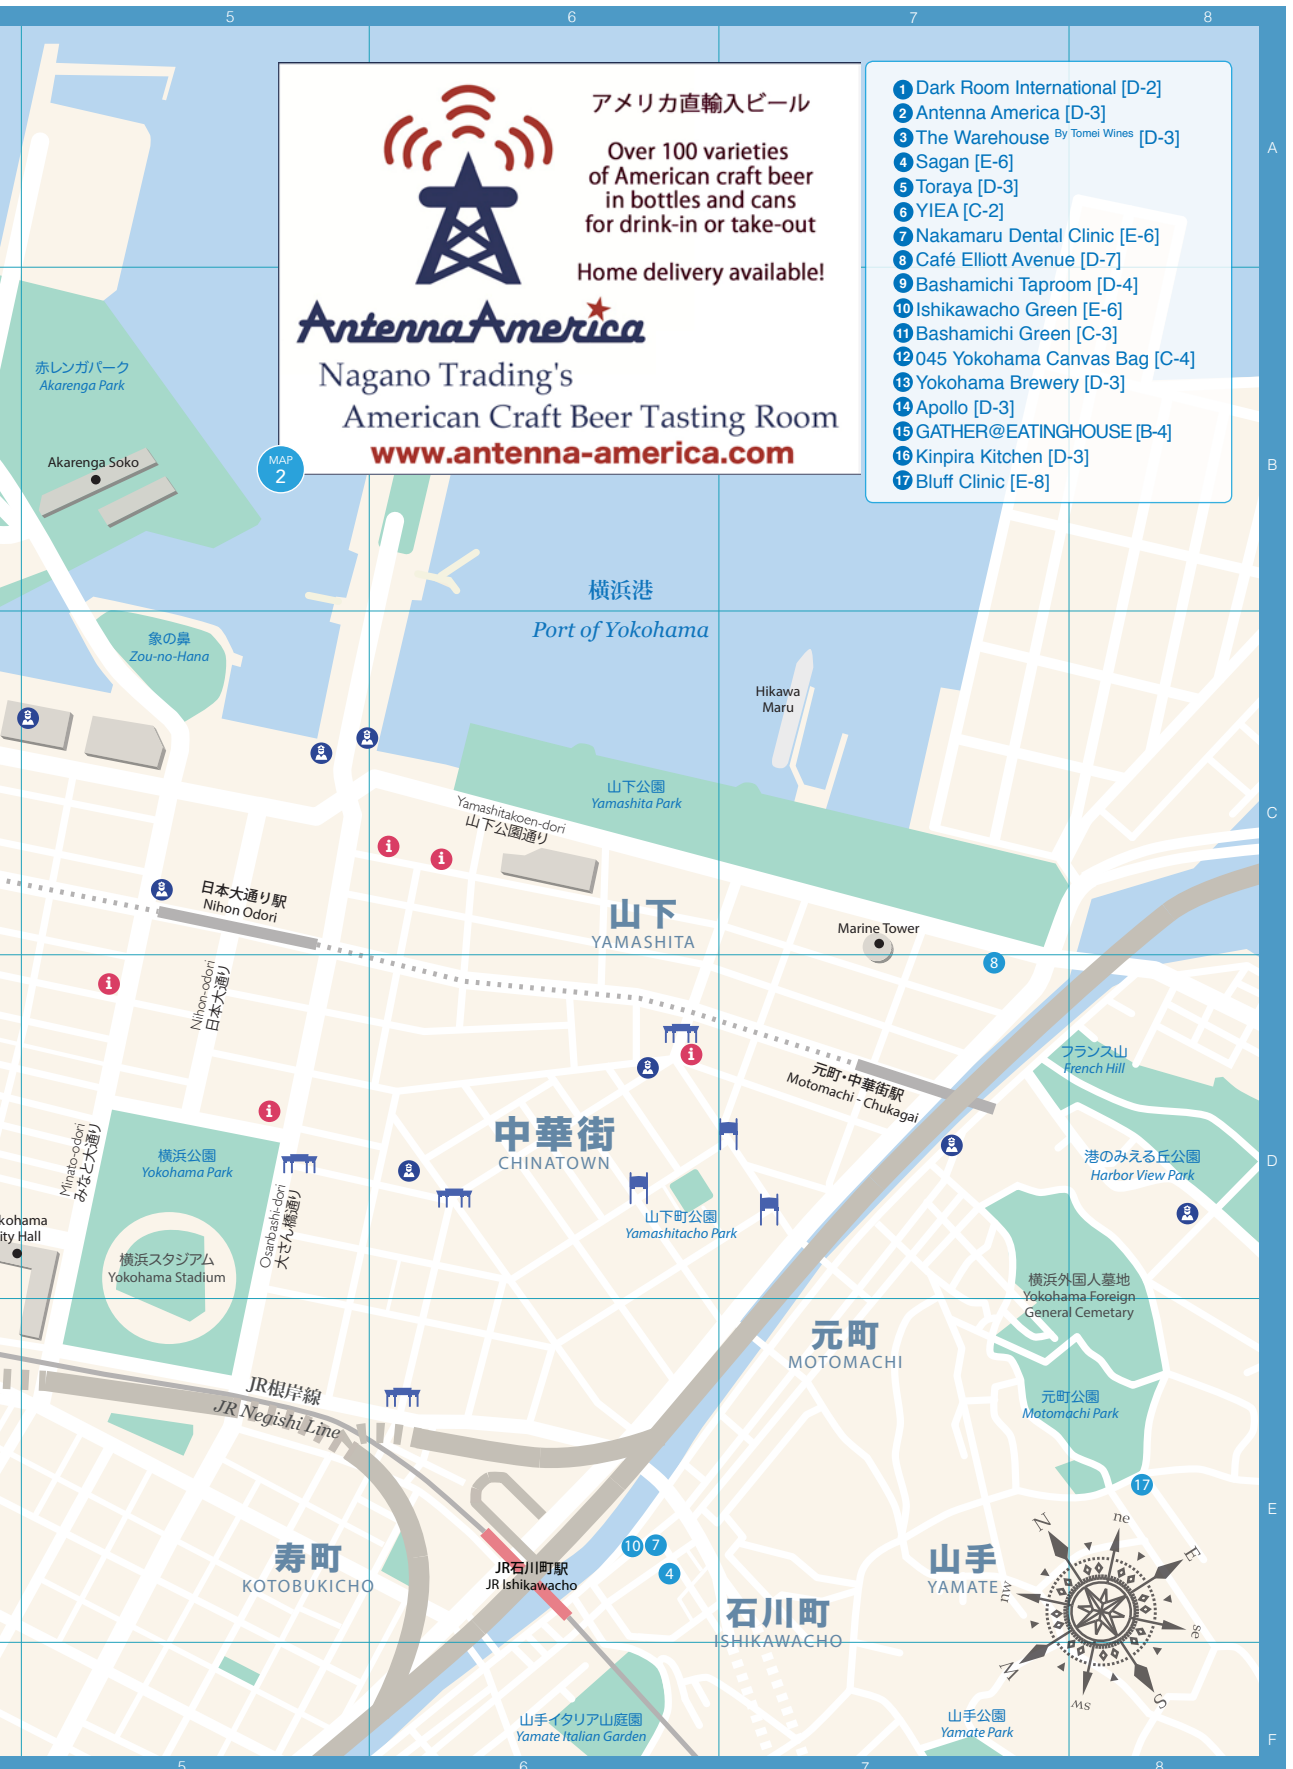 5
6
7
8
アメリカ直輸入ビール
Over 100 varieties
of American craft beer
in bottles and cans
for drink-in or take-out
Home delivery available!
AntennaAmerica
Nagano Trading's
American Craft Beer Tasting Room
www.antenna-america.com
MAP
2
1 Dark Room International [D-2]
2 Antenna America [D-3]
3 The Warehouse By Tomei Wines [D-3]
4 Sagan [E-6]
5 Toraya [D-3]
6 YIEA [C-2]
7 Nakamaru Dental Clinic [E-6]
8 Café Elliott Avenue [D-7]
9 Bashamichi Taproom [D-4]
10 Ishikawacho Green [E-6]
11 Bashamichi Green [C-3]
12 045 Yokohama Canvas Bag [C-4]
13 Yokohama Brewery [D-3]
14 Apollo [D-3]
15 GATHER@EATINGHOUSE [B-4]
16 Kinpira Kitchen [D-3]
17 Bluff Clinic [E-8]
A
B
C
D
E
F
赤レンガパーク
Akarenga Park
Akarenga Soko
横浜港
Port of Yokohama
象の鼻
Zou-no-Hana
Hikawa
Maru
山下公園
Yamashita Park
Yamashitakoen-dori
山下公園通り
i
i
日本大通り駅
Nihon Odori
山下
YAMASHITA
Marine Tower
8
i
Nihon-odori
日本大通り
i
元町・中華街駅
Motomachi - Chukagai
フランス山
French Hill
i
Minato-odori
みなと大通り
横浜公園
Yokohama Park
中華街
CHINATOWN
港のみえる丘公園
Harbor View Park
Osanbashi-dori
大さん橋通り
山下町公園
Yamashitacho Park
kohama
ity Hall
横浜スタジアム
Yokohama Stadium
横浜外国人墓地
Yokohama Foreign
General Cemetary
元町
MOTOMACHI
JR根岸線
JR Negishi Line
元町公園
Motomachi Park
17
寿町
KOTOBUKICHO
JR石川町駅
JR Ishikawacho
10
7
4
山手
YAMATE
石川町
ISHIKAWACHO
N
ne
E
se
S
sw
W
nw
山手イタリア山庭園
Yamate Italian Garden
山手公園
Yamate Park
5
6
7
8